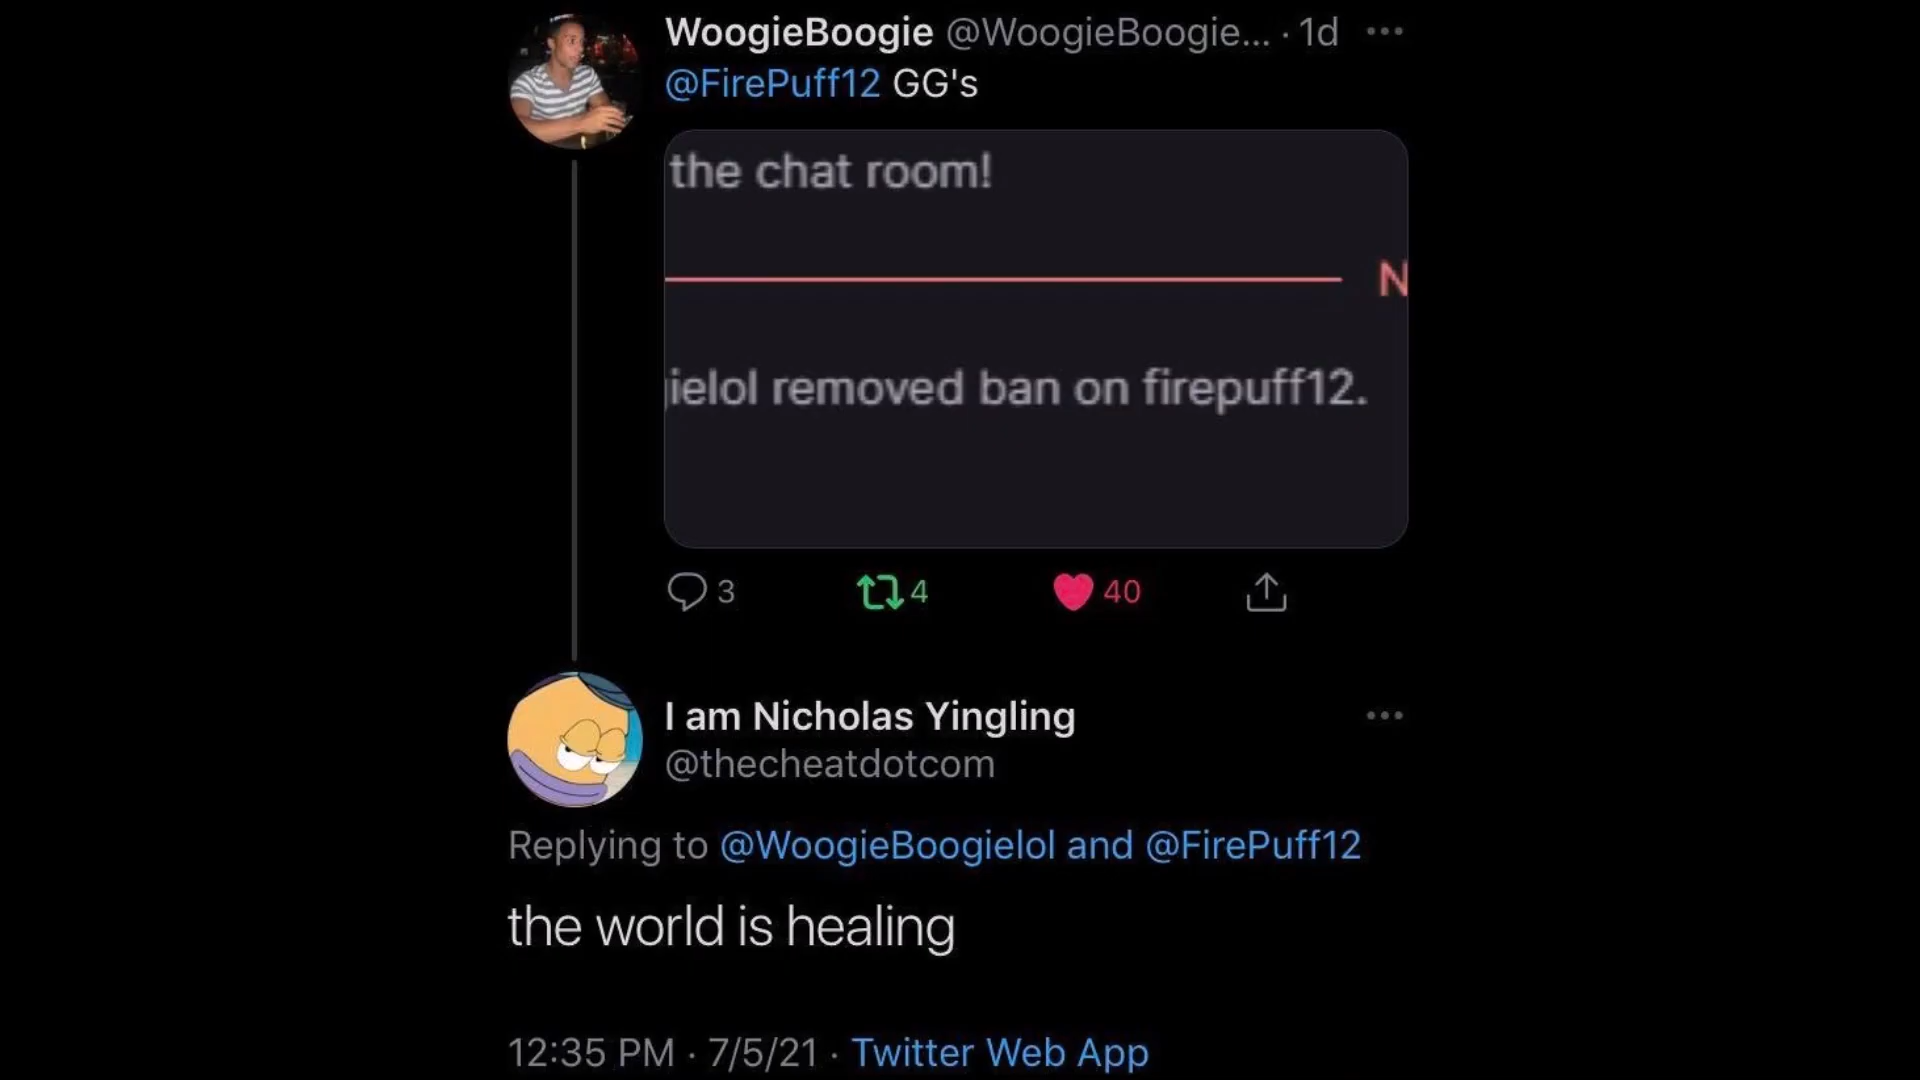 WoogieBoogie @WoogieBoogie... · 1d
@FirePuff12 GG's
the chat room!
N
gielol removed ban on firepuff12.
3 4 40
I am Nicholas Yingling
@thecheatdotcom
Replying to @WoogieBoogielol and @FirePuff12
the world is healing
12:35 PM · 7/5/21 · Twitter Web App